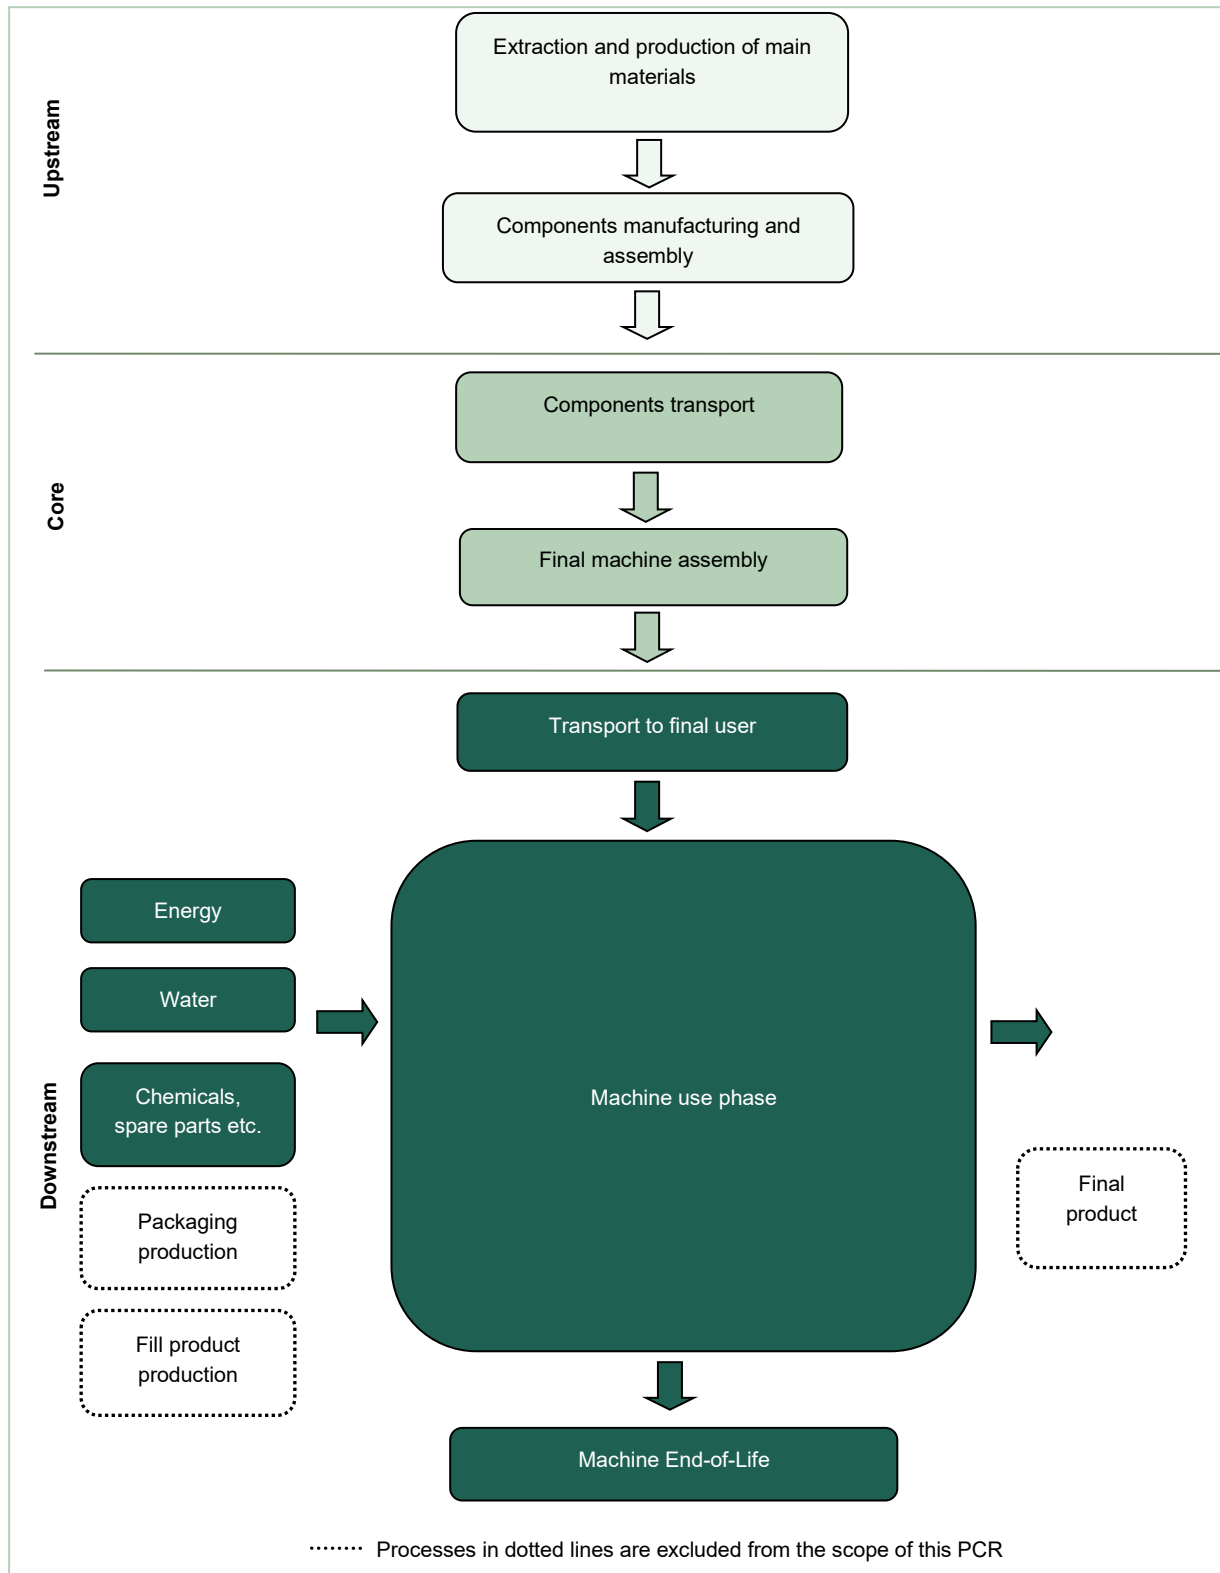 Upstream
Extraction and production of main
materials
Components manufacturing and
assembly
Core
Components transport
Final machine assembly
Downstream
Transport to final user
Energy
Water
Chemicals,
spare parts etc.
Packaging
production
Fill product
production
Machine use phase
Final
product
Machine End-of-Life
Processes in dotted lines are excluded from the scope of this PCR